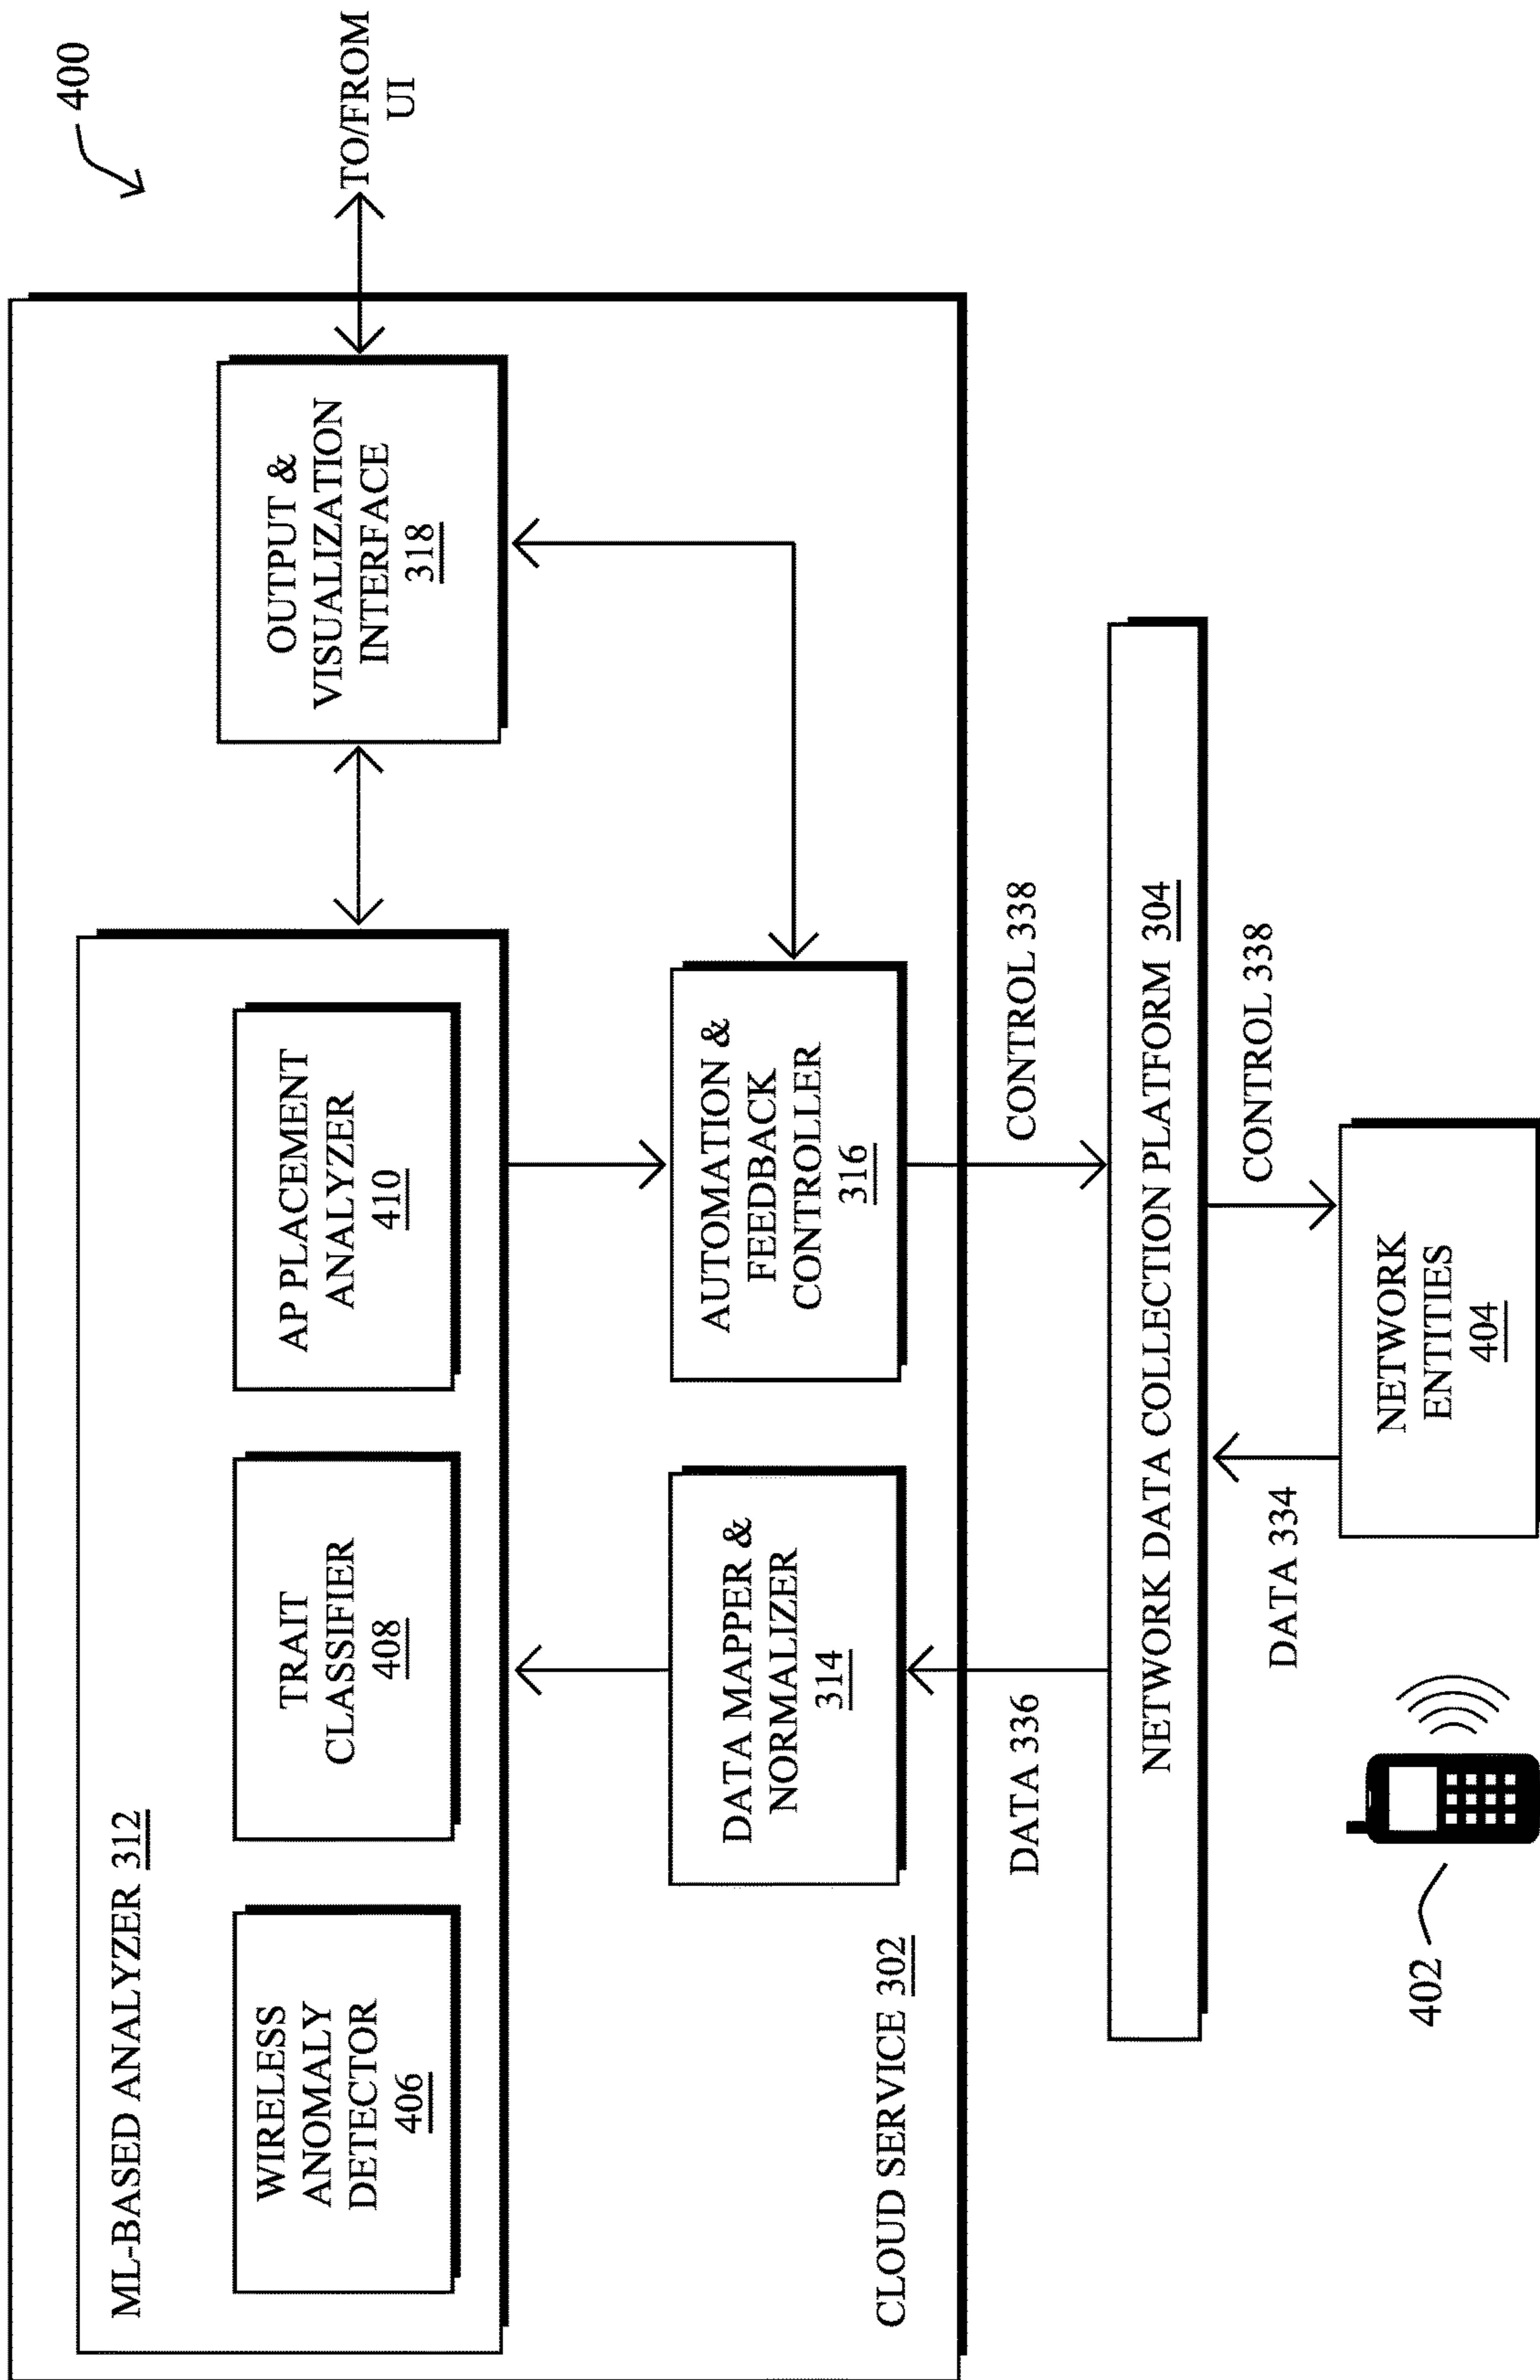 400
TO/FROM
UI
ML-BASED ANALYZER 312
WIRELESS
ANOMALY
DETECTOR
406
TRAIT
CLASSIFIER
408
AP PLACEMENT
ANALYZER
410
OUTPUT &
VISUALIZATION
INTERFACE
318
DATA MAPPER &
NORMALIZER
314
AUTOMATION &
FEEDBACK
CONTROLLER
316
CLOUD SERVICE 302
DATA 336
CONTROL 338
NETWORK DATA COLLECTION PLATFORM 304
DATA 334
CONTROL 338
NETWORK
ENTITIES
404
402